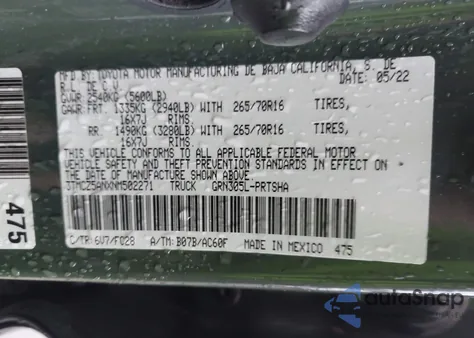 MFD BY: TOYOTA MOTOR MANUFACTURING DE BAJA CALIFORNIA, S. DE
R.L. DE C.V. DATE: 05/22
GVWR 2540KG (5600LB)
GAWR FRT. 1335KG (2940LB) WITH 265/70R16 TIRES,
16X7J RIMS.
RR. 1490KG (3280LB) WITH 265/70R16 TIRES,
16X7J RIMS.
THIS VEHICLE CONFORMS TO ALL APPLICABLE FEDERAL MOTOR
VEHICLE SAFETY AND THEFT PREVENTION STANDARDS IN EFFECT ON
THE DATE OF MANUFACTURE SHOWN ABOVE.
3TMCZ5ANXNM502271 TRUCK GRN305L-PRTSHA
C/TR: 6V7/FC28 A/TM: B07B/AC60F MADE IN MEXICO 475
475
autoSnap